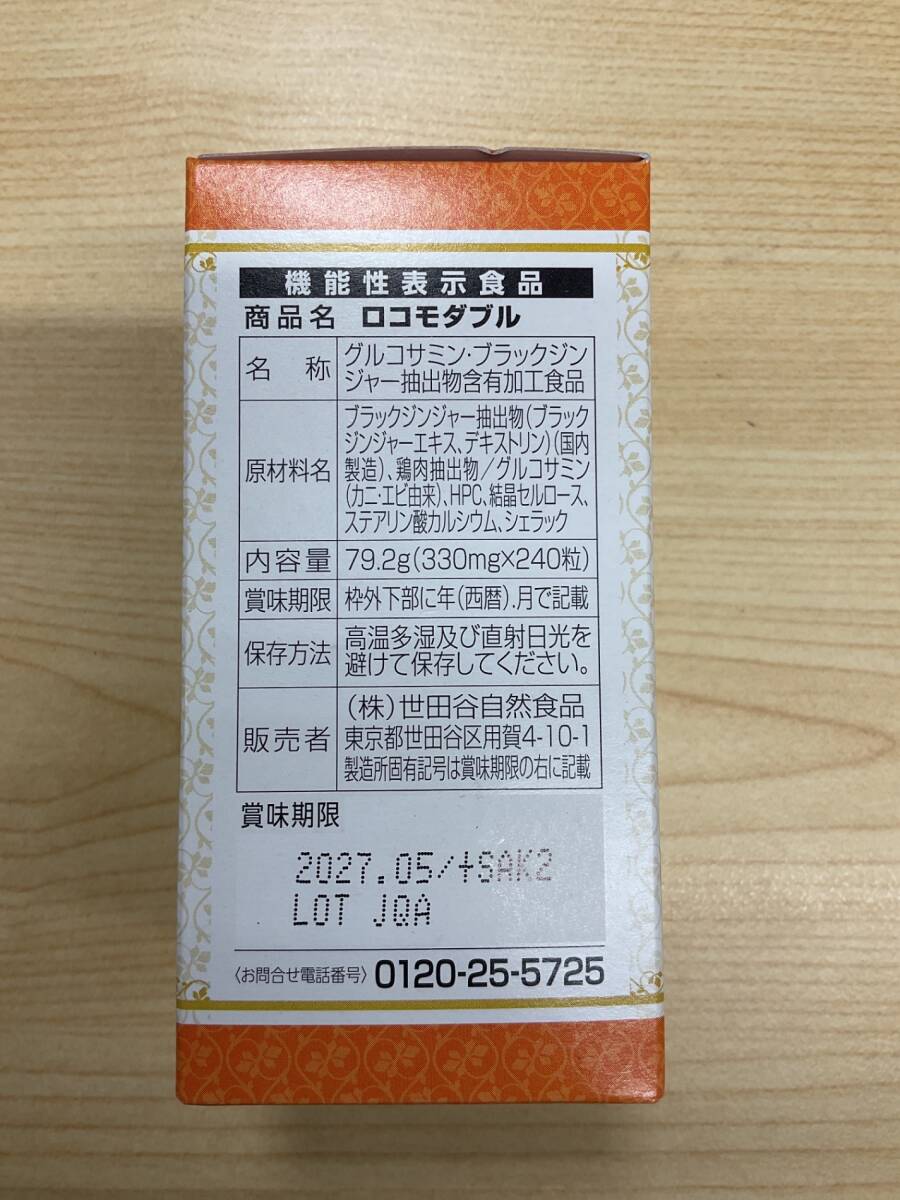 機能性表示食品
商品名 ロコモダブル
名称 グルコサミン・ブラックジン
ジャー抽出物含有加工食品
原材料名 ブラックジンジャー抽出物(ブラック
ジンジャーエキス、デキストリン)(国内
製造)、鶏肉抽出物/グルコサミン
(カニ・エビ由来)、HPC、結晶セルロース、
ステアリン酸カルシウム、シェラック
内容量 79.2g(330mg×240粒)
賞味期限 枠外下部に年(西暦).月で記載
保存方法 高温多湿及び直射日光を
避けて保存してください。
販売者 (株)世田谷自然食品
東京都世田谷区用賀4-10-1
製造所固有記号は賞味期限の右に記載
賞味期限
2027.05/+SAK2
LOT JQA
〈お問合せ電話番号〉0120-25-5725